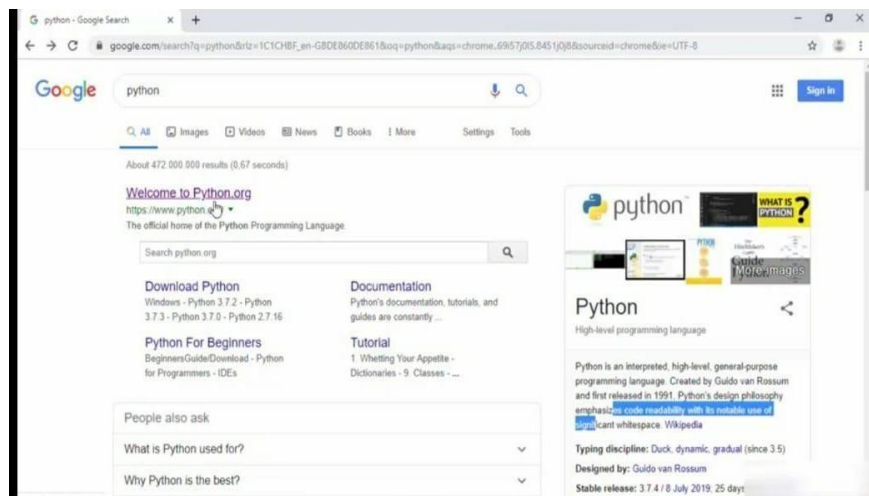 python - Google Search
google.com/search?q=python&rlz=1C1CHBF_en-GBDE860DE861&oq=python&aqs=chrome..69i57j0l5.8451j0j8&sourceid=chrome&ie=UTF-8
Google
python
Sign in
All Images Videos News Books More Settings Tools
About 472.000.000 results (0,67 seconds)
Welcome to Python.org
https://www.python.
The official home of the Python Programming Language.
Search python.org
Download Python
Windows - Python 3.7.2 - Python
3.7.3 - Python 3.7.0 - Python 2.7.16
Documentation
Python's documentation, tutorials, and
guides are constantly ...
Python For Beginners
BeginnersGuide/Download - Python
for Programmers - IDEs
Tutorial
1. Whetting Your Appetite -
Dictionaries - 9. Classes - ...
People also ask
What is Python used for?
Why Python is the best?
python
WHAT IS
PYTHON
?
PYTHON
Guide
More images
Python
High-level programming language
Python is an interpreted, high-level, general-purpose
programming language. Created by Guido van Rossum
and first released in 1991, Python's design philosophy
emphasizes code readability with its notable use of
significant whitespace. Wikipedia
Typing discipline: Duck, dynamic, gradual (since 3.5)
Designed by: Guido van Rossum
Stable release: 3.7.4 / 8 July 2019; 25 days